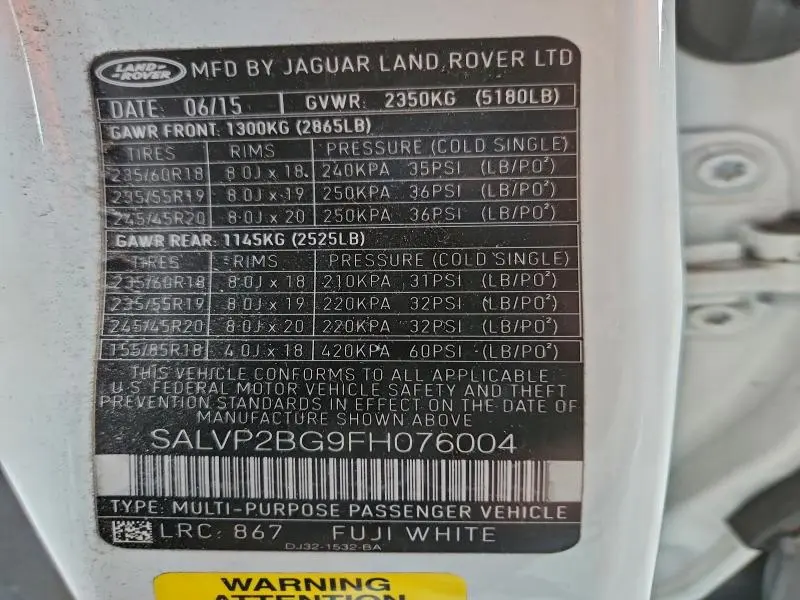 LAND-ROVER MFD BY JAGUAR LAND ROVER LTD
DATE: 06/15 GVWR: 2350KG (5180LB)
GAWR FRONT: 1300KG (2865LB)
TIRES RIMS PRESSURE (COLD SINGLE)
235/60R18 8.0J x 18 240KPA 35PSI (LB/PO²)
235/55R19 8.0J x 19 250KPA 36PSI (LB/PO²)
245/45R20 8.0J x 20 250KPA 36PSI (LB/PO²)
GAWR REAR: 1145KG (2525LB)
TIRES RIMS PRESSURE (COLD SINGLE)
235/60R18 8.0J x 18 210KPA 31PSI (LB/PO²)
235/55R19 8.0J x 19 220KPA 32PSI (LB/PO²)
245/45R20 8.0J x 20 220KPA 32PSI (LB/PO²)
T55/85R18 4.0J x 18 420KPA 60PSI (LB/PO²)
THIS VEHICLE CONFORMS TO ALL APPLICABLE
U.S. FEDERAL MOTOR VEHICLE SAFETY AND THEFT
PREVENTION STANDARDS IN EFFECT ON THE DATE OF
MANUFACTURE SHOWN ABOVE
SALVP2BG9FH076004
TYPE: MULTI-PURPOSE PASSENGER VEHICLE
LRC: 867 FUJI WHITE
DJ32-1532-BA
WARNING
ATTENTION